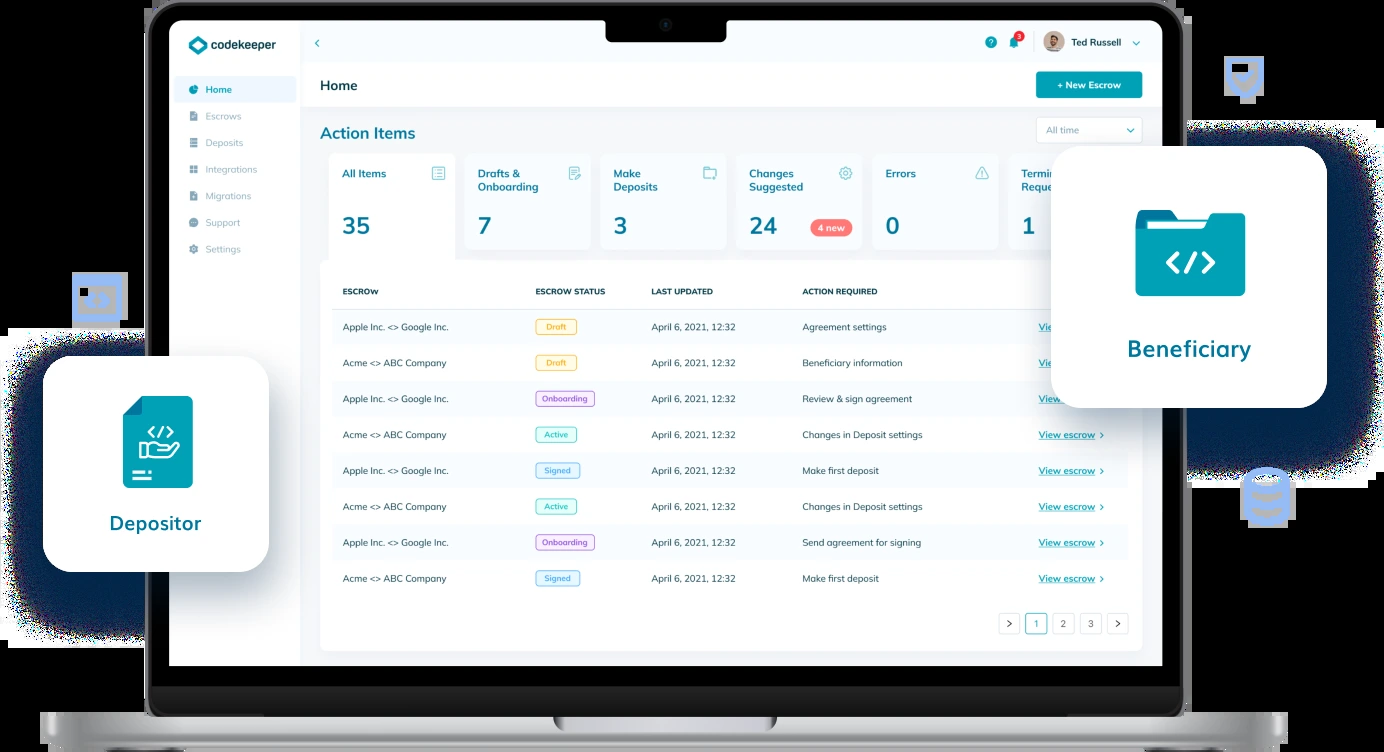 codekeeper
3
Ted Russell
Home
Home
+ New Escrow
Escrows
Deposits
Integrations
Migrations
Support
Settings
Action Items
All time
All Items
35
Drafts &
Onboarding
7
Make
Deposits
3
Changes
Suggested
24
4 new
Errors
0
Termin
Reque
1
ESCROW ESCROW STATUS LAST UPDATED ACTION REQUIRED
Apple Inc. <> Google Inc. Draft April 6, 2021, 12:32 Agreement settings Vie
Acme <> ABC Company Draft April 6, 2021, 12:32 Beneficiary information Vie
Apple Inc. <> Google Inc. Onboarding April 6, 2021, 12:32 Review & sign agreement View
Acme <> ABC Company Active April 6, 2021, 12:32 Changes in Deposit settings View escrow >
Apple Inc. <> Google Inc. Signed April 6, 2021, 12:32 Make first deposit View escrow >
Acme <> ABC Company Active April 6, 2021, 12:32 Changes in Deposit settings View escrow >
Apple Inc. <> Google Inc. Onboarding April 6, 2021, 12:32 Send agreement for signing View escrow >
Acme <> ABC Company Signed April 6, 2021, 12:32 Make first deposit View escrow >
> 1 2 3 >
</> 
Beneficiary
</>
Depositor